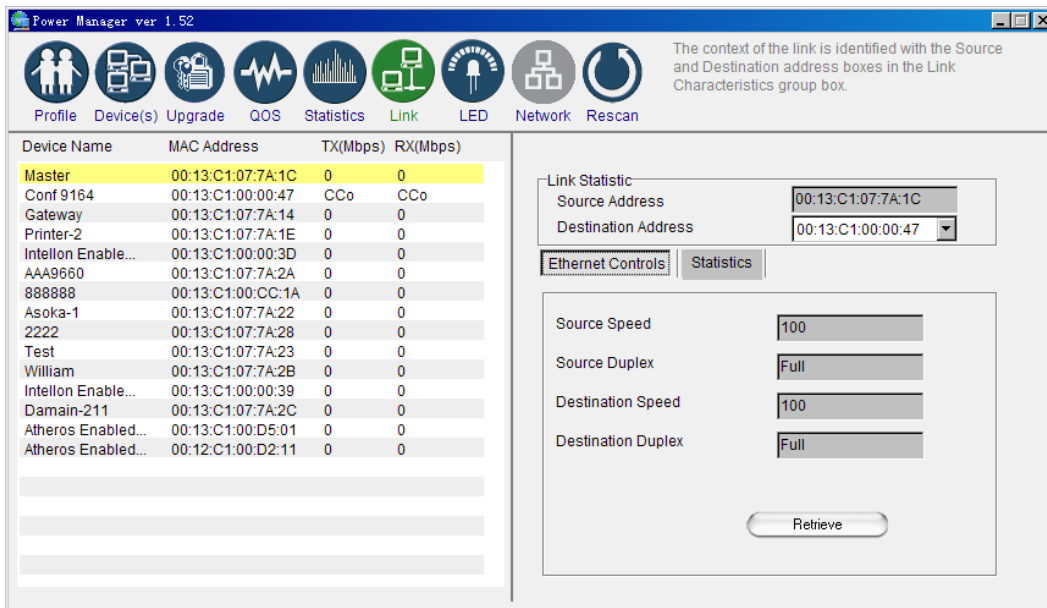 Power Manager ver 1.52
The context of the link is identified with the Source
and Destination address boxes in the Link
Characteristics group box.
Profile Device(s) Upgrade QOS Statistics Link LED Network Rescan
Device Name MAC Address TX(Mbps) RX(Mbps)
Master 00:13:C1:07:7A:1C 0 0
Conf 9164 00:13:C1:00:00:47 CCo CCo
Gateway 00:13:C1:07:7A:14 0 0
Printer-2 00:13:C1:07:7A:1E 0 0
Intellon Enable... 00:13:C1:00:00:3D 0 0
AAA9660 00:13:C1:07:7A:2A 0 0
888888 00:13:C1:00:CC:1A 0 0
Asoka-1 00:13:C1:07:7A:22 0 0
2222 00:13:C1:07:7A:28 0 0
Test 00:13:C1:07:7A:23 0 0
William 00:13:C1:07:7A:2B 0 0
Intellon Enable... 00:13:C1:00:00:39 0 0
Damain-211 00:13:C1:07:7A:2C 0 0
Atheros Enabled... 00:13:C1:00:D5:01 0 0
Atheros Enabled... 00:12:C1:00:D2:11 0 0
Link Statistic
Source Address 00:13:C1:07:7A:1C
Destination Address 00:13:C1:00:00:47
Ethernet Controls Statistics
Source Speed 100
Source Duplex Full
Destination Speed 100
Destination Duplex Full
Retrieve